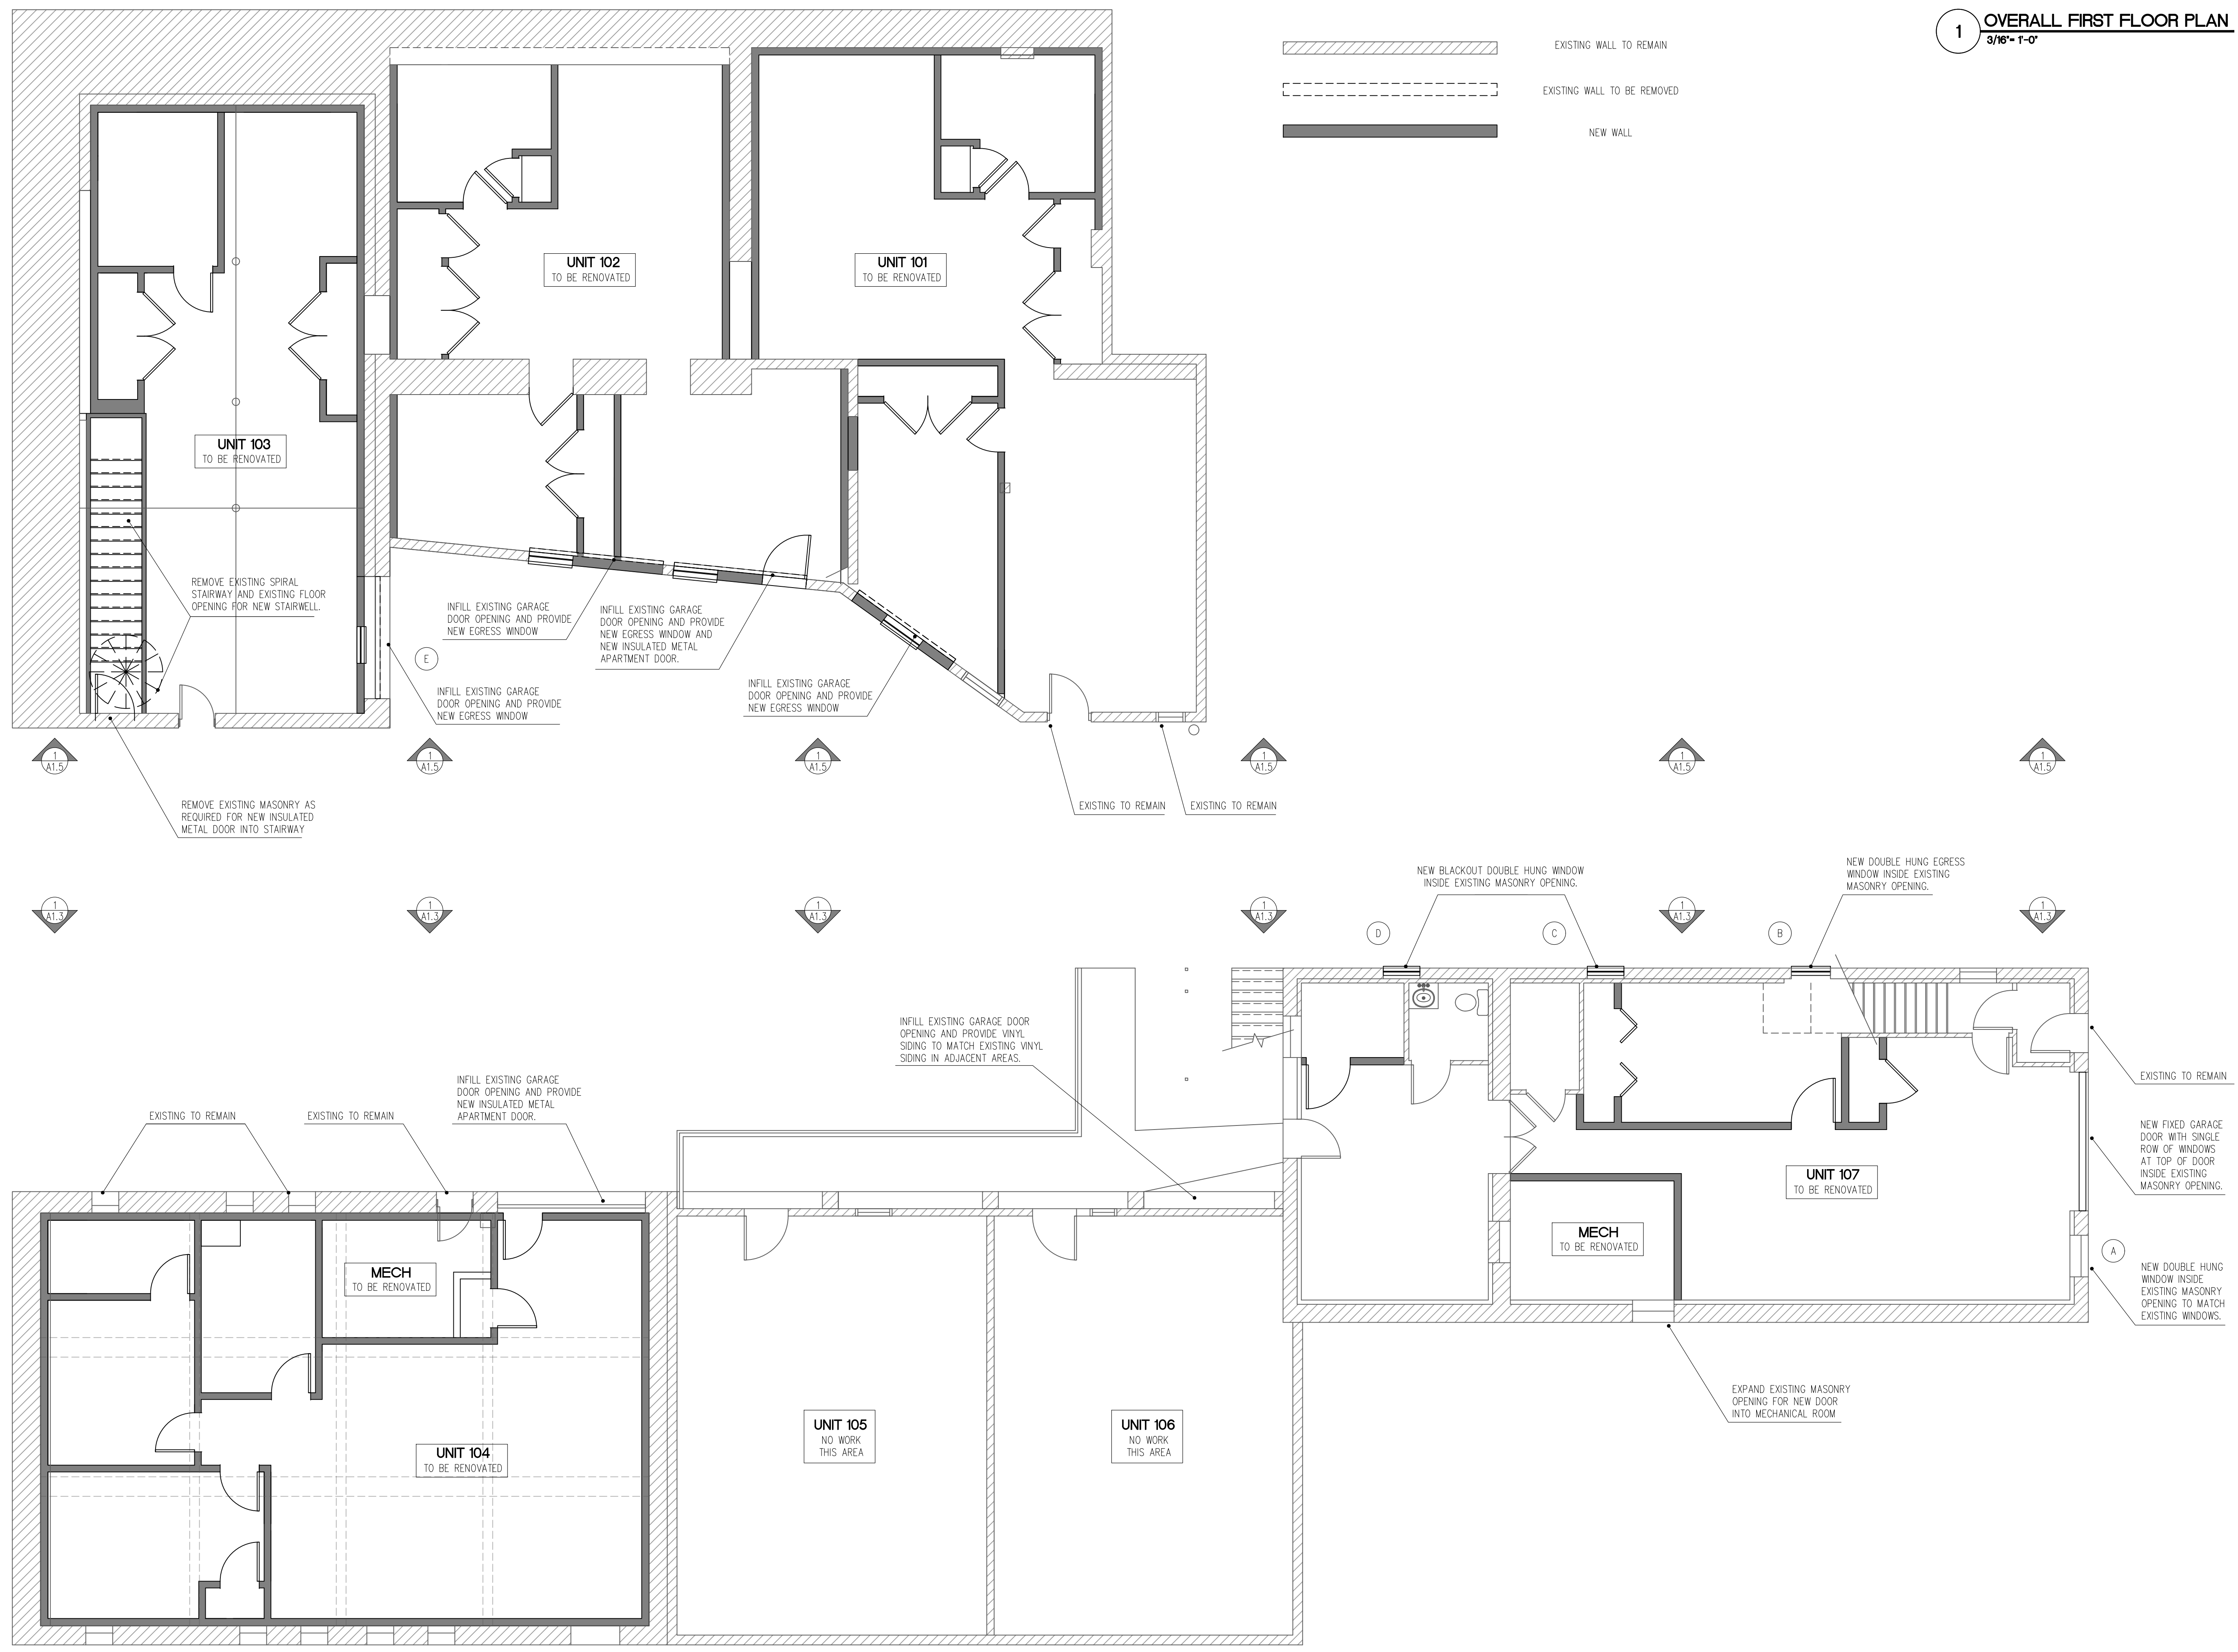 1 OVERALL FIRST FLOOR PLAN
3/16"= 1'-0"
EXISTING WALL TO REMAIN
EXISTING WALL TO BE REMOVED
NEW WALL
UNIT 102
TO BE RENOVATED
UNIT 101
TO BE RENOVATED
UNIT 103
TO BE RENOVATED
REMOVE EXISTING SPIRAL
STAIRWAY AND EXISTING FLOOR
OPENING FOR NEW STAIRWELL.
INFILL EXISTING GARAGE
DOOR OPENING AND PROVIDE
NEW EGRESS WINDOW
INFILL EXISTING GARAGE
DOOR OPENING AND PROVIDE
NEW EGRESS WINDOW AND
NEW INSULATED METAL
APARTMENT DOOR.
E
INFILL EXISTING GARAGE
DOOR OPENING AND PROVIDE
NEW EGRESS WINDOW
INFILL EXISTING GARAGE
DOOR OPENING AND PROVIDE
NEW EGRESS WINDOW
1
A1.5
1
A1.5
1
A1.5
1
A1.5
1
A1.5
1
A1.5
REMOVE EXISTING MASONRY AS
REQUIRED FOR NEW INSULATED
METAL DOOR INTO STAIRWAY
EXISTING TO REMAIN
EXISTING TO REMAIN
NEW BLACKOUT DOUBLE HUNG WINDOW
INSIDE EXISTING MASONRY OPENING.
NEW DOUBLE HUNG EGRESS
WINDOW INSIDE EXISTING
MASONRY OPENING.
1
A1.3
1
A1.3
1
A1.3
1
A1.3
1
A1.3
1
A1.3
D
C
B
INFILL EXISTING GARAGE DOOR
OPENING AND PROVIDE VINYL
SIDING TO MATCH EXISTING VINYL
SIDING IN ADJACENT AREAS.
INFILL EXISTING GARAGE
DOOR OPENING AND PROVIDE
NEW INSULATED METAL
APARTMENT DOOR.
EXISTING TO REMAIN
EXISTING TO REMAIN
EXISTING TO REMAIN
NEW FIXED GARAGE
DOOR WITH SINGLE
ROW OF WINDOWS
AT TOP OF DOOR
INSIDE EXISTING
MASONRY OPENING.
UNIT 107
TO BE RENOVATED
MECH
TO BE RENOVATED
A
NEW DOUBLE HUNG
WINDOW INSIDE
EXISTING MASONRY
OPENING TO MATCH
EXISTING WINDOWS.
MECH
TO BE RENOVATED
EXPAND EXISTING MASONRY
OPENING FOR NEW DOOR
INTO MECHANICAL ROOM
UNIT 104
TO BE RENOVATED
UNIT 105
NO WORK
THIS AREA
UNIT 106
NO WORK
THIS AREA